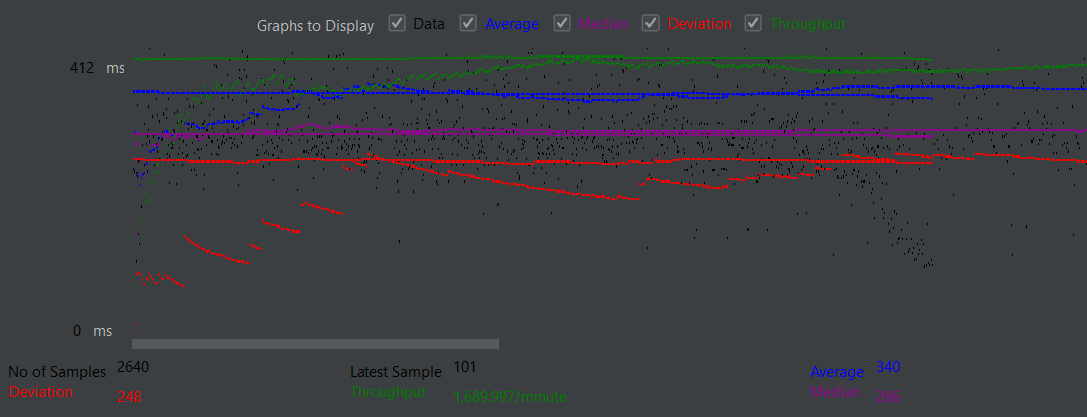 Graphs to Display Data Average Median Deviation Throughput
412 ms
0 ms
No of Samples 2640 Latest Sample 101 Average 340
Deviation 248 Throughput 1,689.997/minute Median